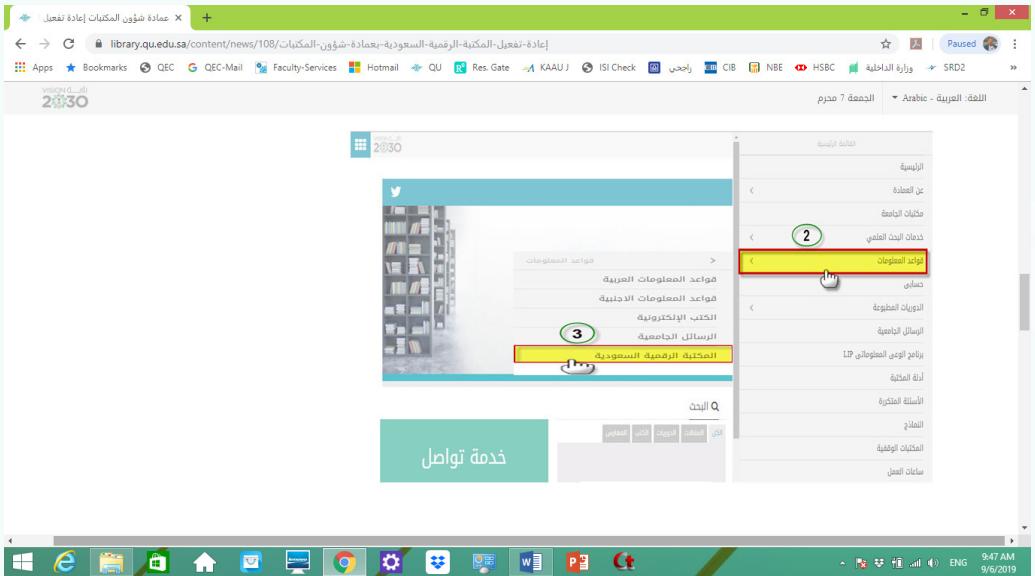 عمادة شؤون المكتبات إعادة تفعيل
library.qu.edu.sa/content/news/108/إعادة-تفعيل-المكتبة-الرقمية-السعودية-بعمادة-شؤون-المكتبات
Paused
Apps Bookmarks QEC QEC-Mail Faculty-Services Hotmail QU Res. Gate KAAU J ISI Check راجحي CIB NBE HSBC وزارة الداخلية SRD2 »
VISION رؤيــة
2030
اللغة: العربية - Arabic الجمعة 7 محرم
2030
القائمة الرئيسية
الرئيسية
عن العمادة
مكتبات الجامعة
خدمات البحث العلمي
2
قواعد المعلومات
حسابى
الدوريات المطبوعة
الرسائل الجامعية
برنامج الوعى المعلوماتى LIP
أدلة المكتبة
الأسئلة المتكررة
النماذج
المكتبات الوقفية
ساعات العمل
قواعد المعلومات
قواعد المعلومات العربية
قواعد المعلومات الاجنبية
الكتب الإلكترونية
الرسائل الجامعية
3
المكتبة الرقمية السعودية
البحث
الكل المقالات الدوريات الكتب الفهارس
خدمة تواصل
ENG
9:47 AM
9/6/2019